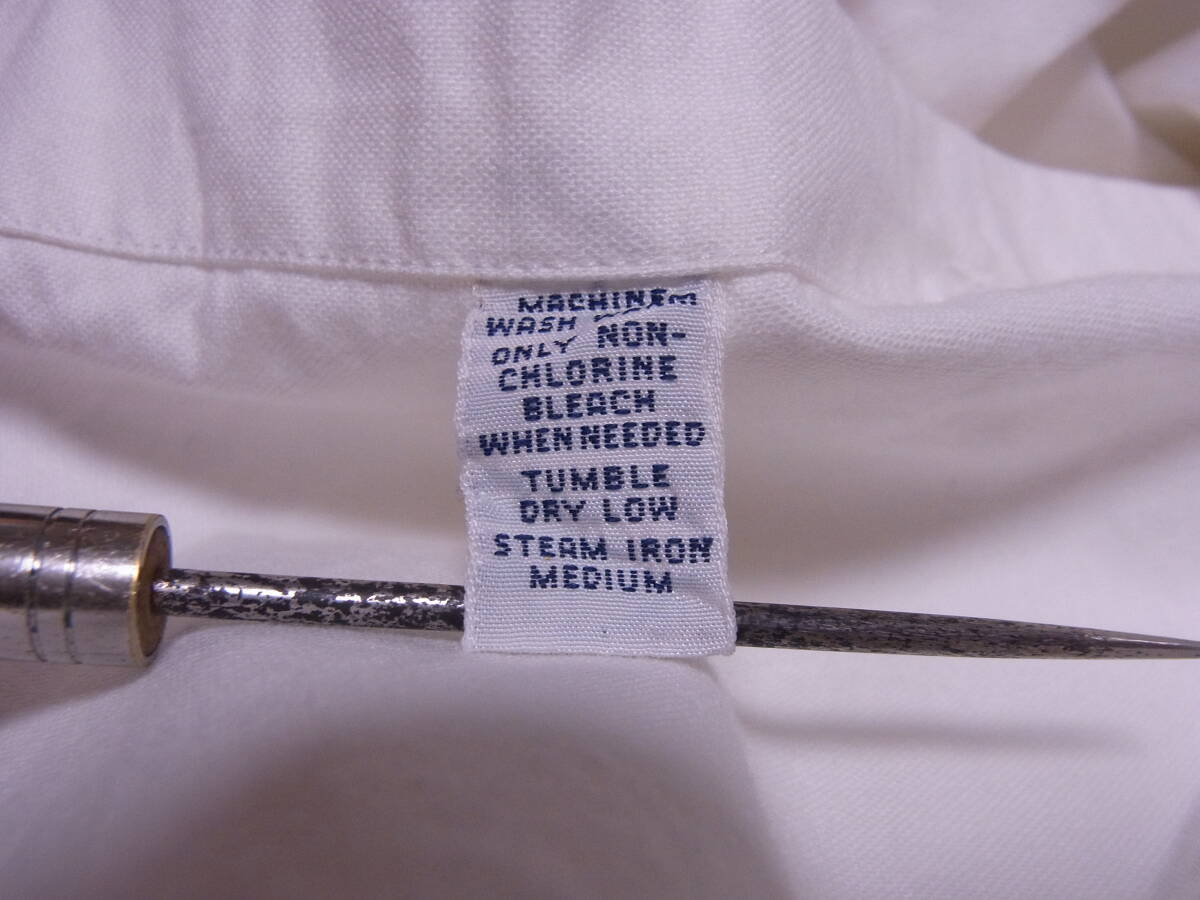 MACHINE
WASH
ONLY NON-
CHLORINE
BLEACH
WHEN NEEDED
TUMBLE
DRY LOW
STEAM IRON
MEDIUM